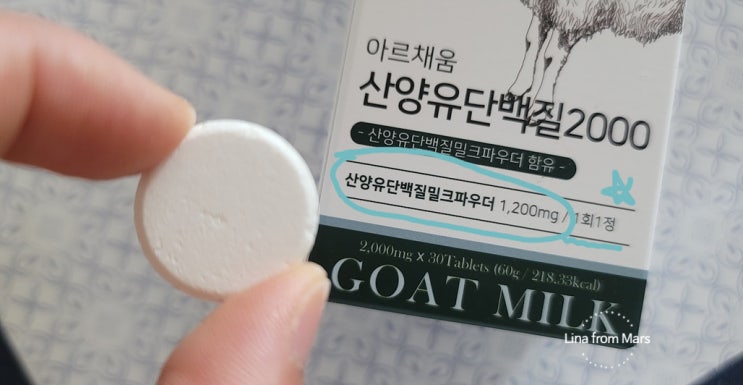 아르채움
산양유단백질2000
- 산양유단백질밀크파우더 함유 -
산양유단백질밀크파우더 1,200mg / 1회1정
2,000mg x 30Tablets (60g / 218.33kcal)
GOAT MILK
Lina from Mars